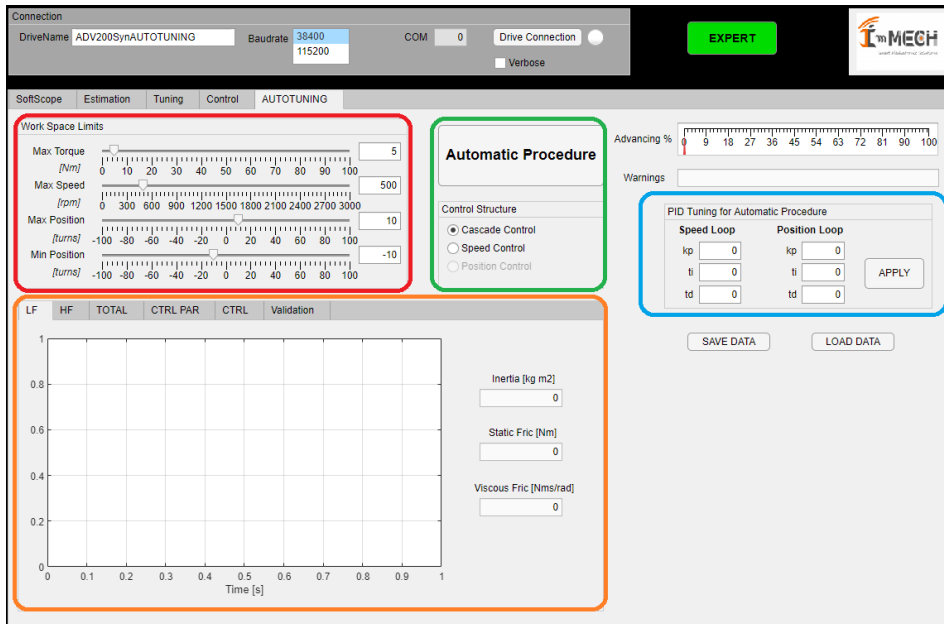 Connection
DriveName ADV200SynAUTOTUNING Baudrate 38400 COM 0 Drive Connection
115200
Verbose
EXPERT
I'm MECH
SoftScope Estimation Tuning Control AUTOTUNING
Work Space Limits
Max Torque 5
[Nm] 0 10 20 30 40 50 60 70 80 90 100
Max Speed 500
[rpm] 0 300 600 900 1200 1500 1800 2100 2400 2700 3000
Max Position 10
[turns] -100 -80 -60 -40 -20 0 20 40 60 80 100
Min Position -10
[turns] -100 -80 -60 -40 -20 0 20 40 60 80 100
Automatic Procedure
Control Structure
Cascade Control
Speed Control
Position Control
Advancing % 0 9 18 27 36 45 54 63 72 81 90 100
Warnings
PID Tuning for Automatic Procedure
Speed Loop Position Loop
kp 0 kp 0
ti 0 ti 0 APPLY
td 0 td 0
SAVE DATA LOAD DATA
LF HF TOTAL CTRL PAR CTRL Validation
1
0.8
0.6
0.4
0.2
0
0 0.1 0.2 0.3 0.4 0.5 0.6 0.7 0.8 0.9 1
Time [s]
Inertia [kg m2]
0
Static Fric [Nm]
0
Viscous Fric [Nms/rad]
0